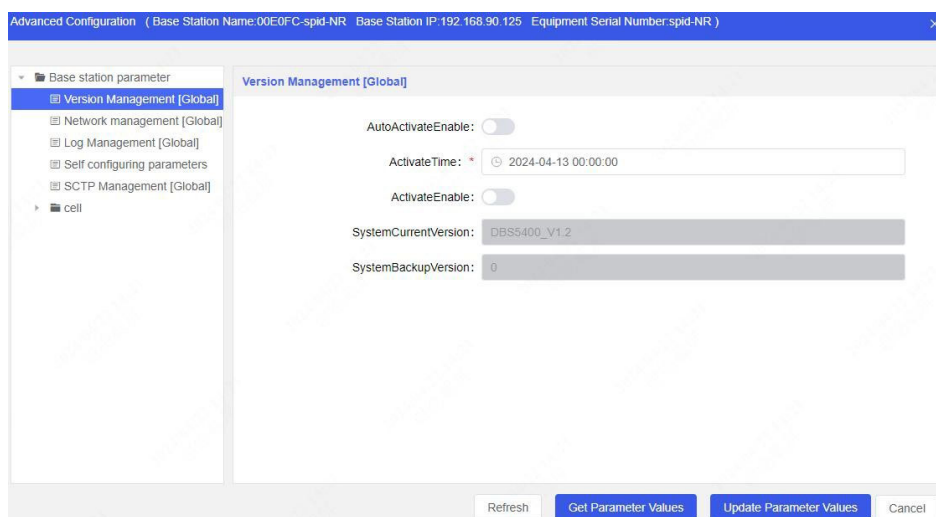 Advanced Configuration ( Base Station Name:00E0FC-spid-NR Base Station IP:192.168.90.125 Equipment Serial Number:spid-NR )
Base station parameter
Version Management [Global]
Network management [Global]
Log Management [Global]
Self configuring parameters
SCTP Management [Global]
cell
Version Management [Global]
AutoActivateEnable:
ActivateTime: * 2024-04-13 00:00:00
ActivateEnable:
SystemCurrentVersion: DBS5400_V1.2
SystemBackupVersion: 0
Refresh Get Parameter Values Update Parameter Values Cancel